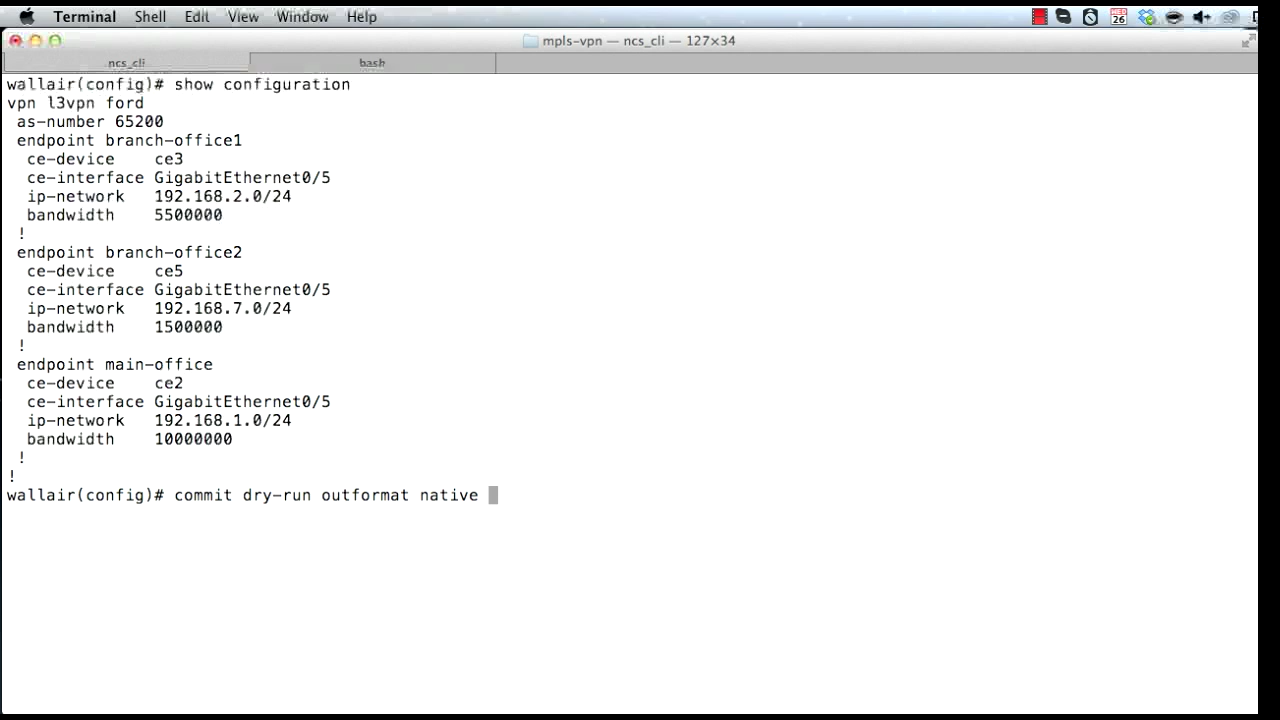 Terminal Shell Edit View Window Help
WED 26
mpls-vpn — ncs_cli — 127×34
ncs_cli bash
wallair(config)# show configuration
vpn l3vpn ford
as-number 65200
endpoint branch-office1
ce-device ce3
ce-interface GigabitEthernet0/5
ip-network 192.168.2.0/24
bandwidth 5500000
!
endpoint branch-office2
ce-device ce5
ce-interface GigabitEthernet0/5
ip-network 192.168.7.0/24
bandwidth 1500000
!
endpoint main-office
ce-device ce2
ce-interface GigabitEthernet0/5
ip-network 192.168.1.0/24
bandwidth 10000000
!
!
wallair(config)# commit dry-run outformat native